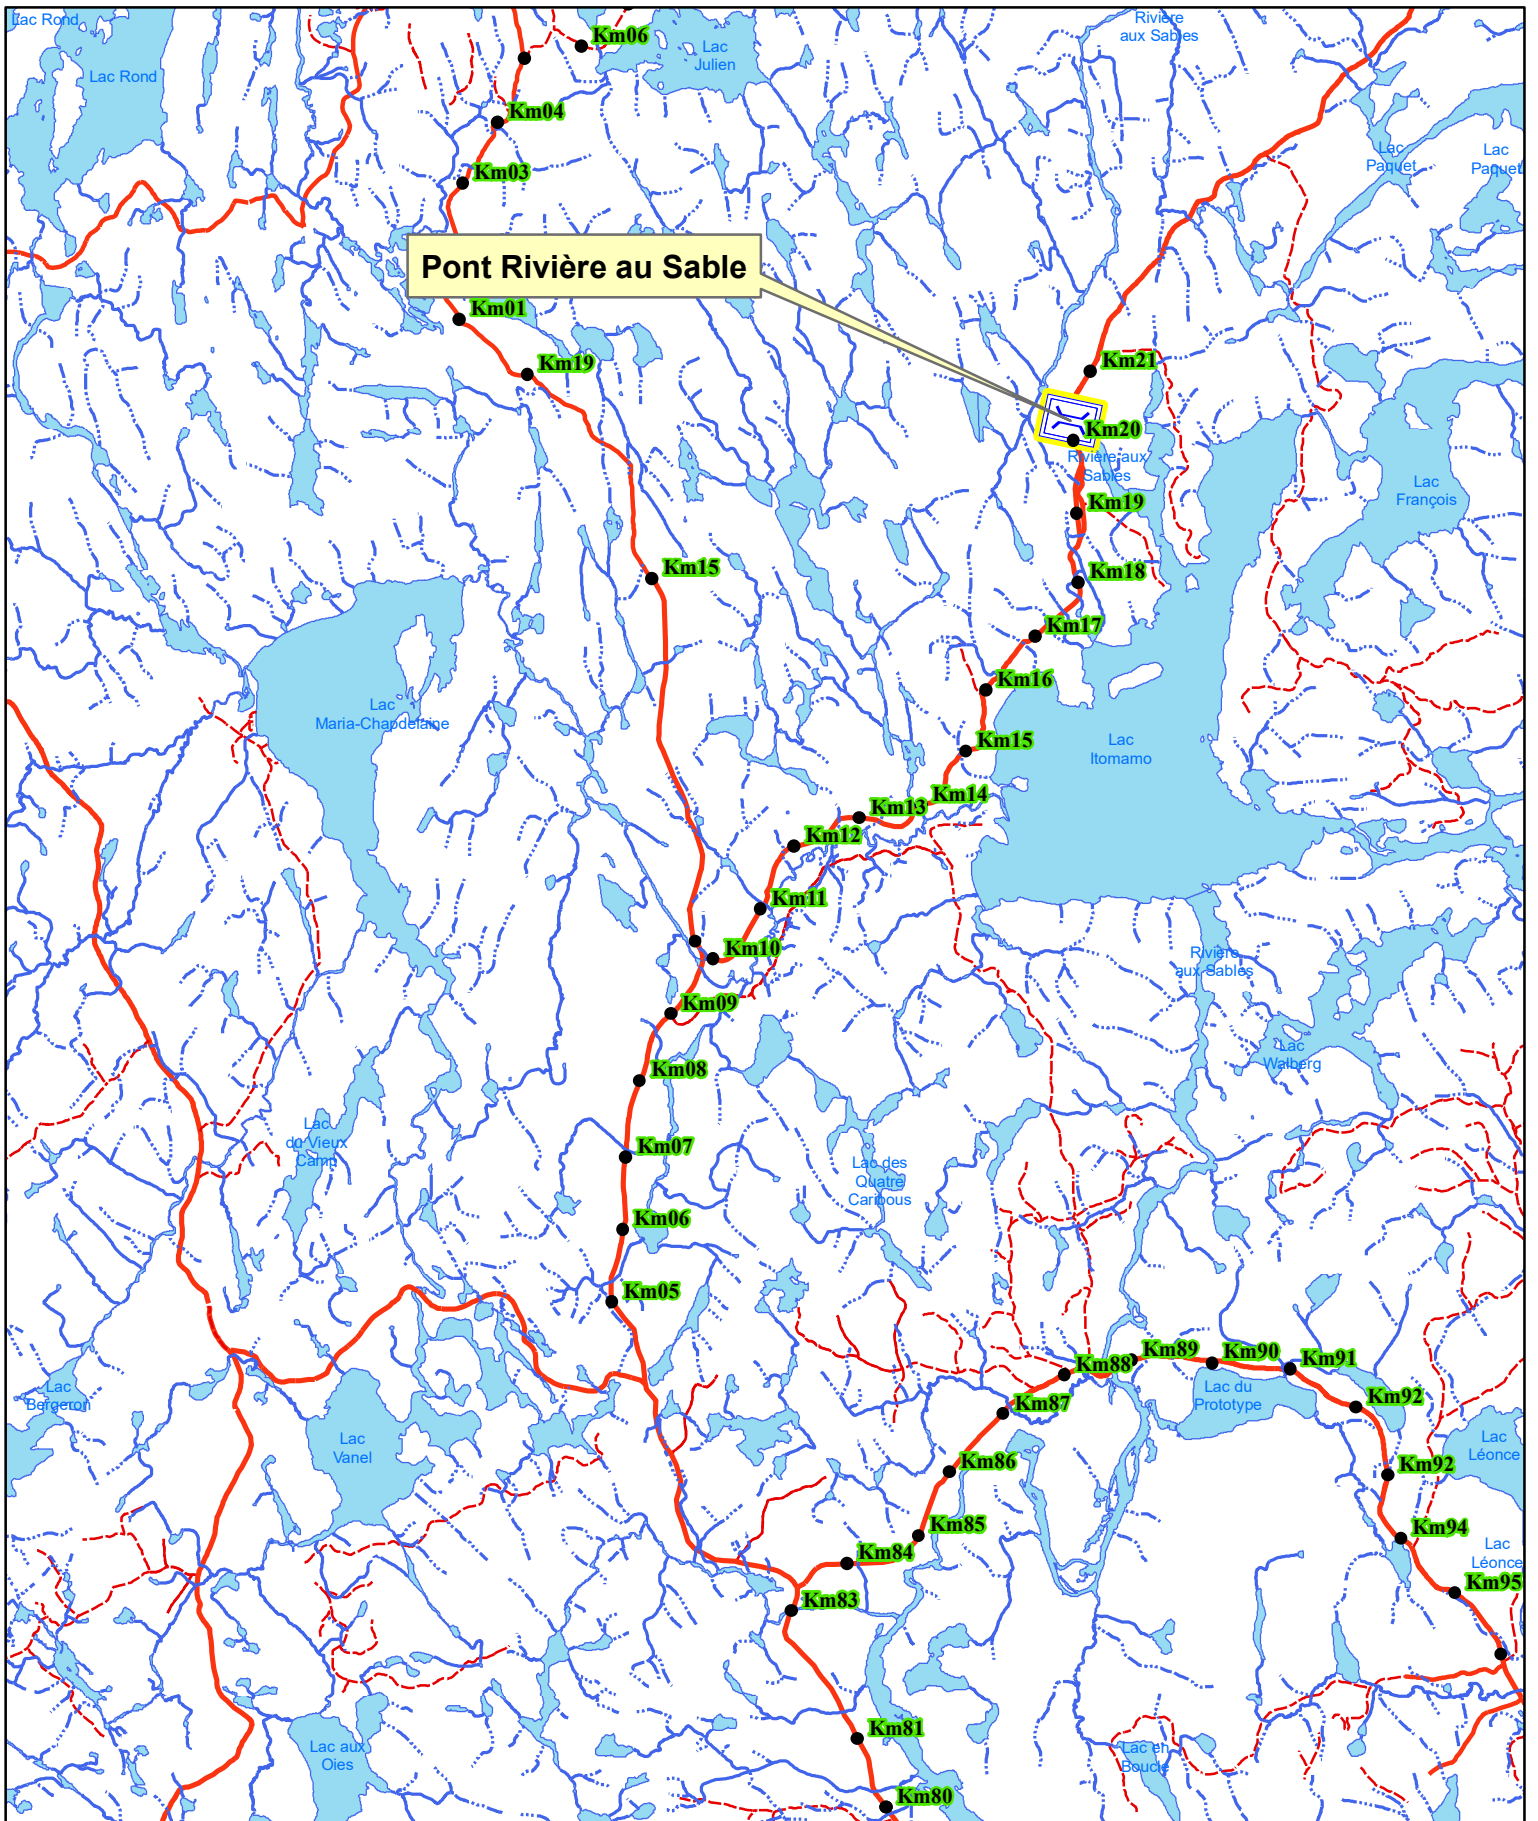 Lac Rond
Lac Rond
Km06
Lac
Julien
Rivière
aux Sables
Km04
Km03
Lac
Paquet
Lac
Paquet
Pont Rivière au Sable
Km01
Km19
Km21
Km20
Rivière aux
Sables
Km19
Lac
François
Km15
Km18
Km17
Km16
Lac
Maria-Chapdelaine
Km15
Lac
Itomamo
Km14
Km13
Km12
Km11
Km10
Rivière
aux Sables
Km09
Lac
Walberg
Km08
Lac
du Vieux
Camp
Km07
Lac des
Quatre
Caribous
Km06
Km05
Km89
Km90
Km91
Km88
Lac
Bergeron
Lac du
Prototype
Km92
Km87
Lac
Vanel
Lac
Léonce
Km92
Km86
Km85
Km94
Km84
Lac
Léonce
Km95
Km83
Km81
Lac aux
Oies
Lac en
Boucle
Km80